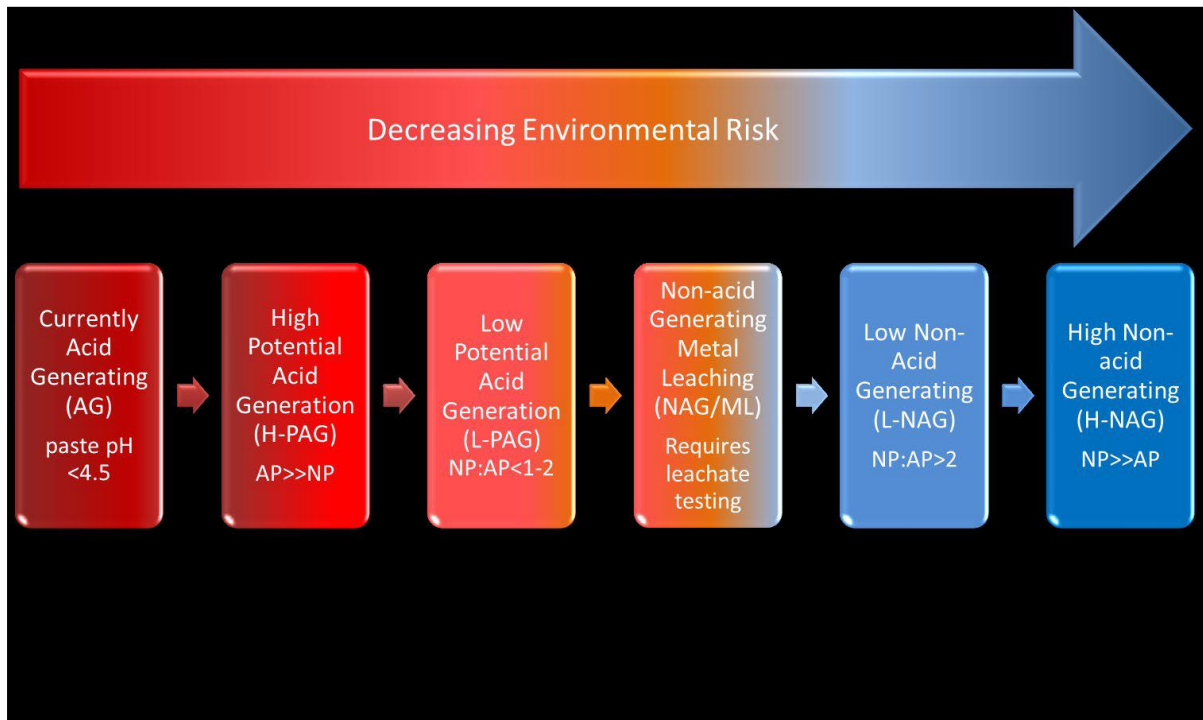 Decreasing Environmental Risk
Currently
Acid
Generating
(AG)
paste pH
<4.5
High
Potential
Acid
Generation
(H-PAG)
AP>>NP
Low
Potential
Acid
Generation
(L-PAG)
NP:AP<1-2
Non-acid
Generating
Metal
Leaching
(NAG/ML)
Requires
leachate
testing
Low Non-
Acid
Generating
(L-NAG)
NP:AP>2
High Non-
acid
Generating
(H-NAG)
NP>>AP